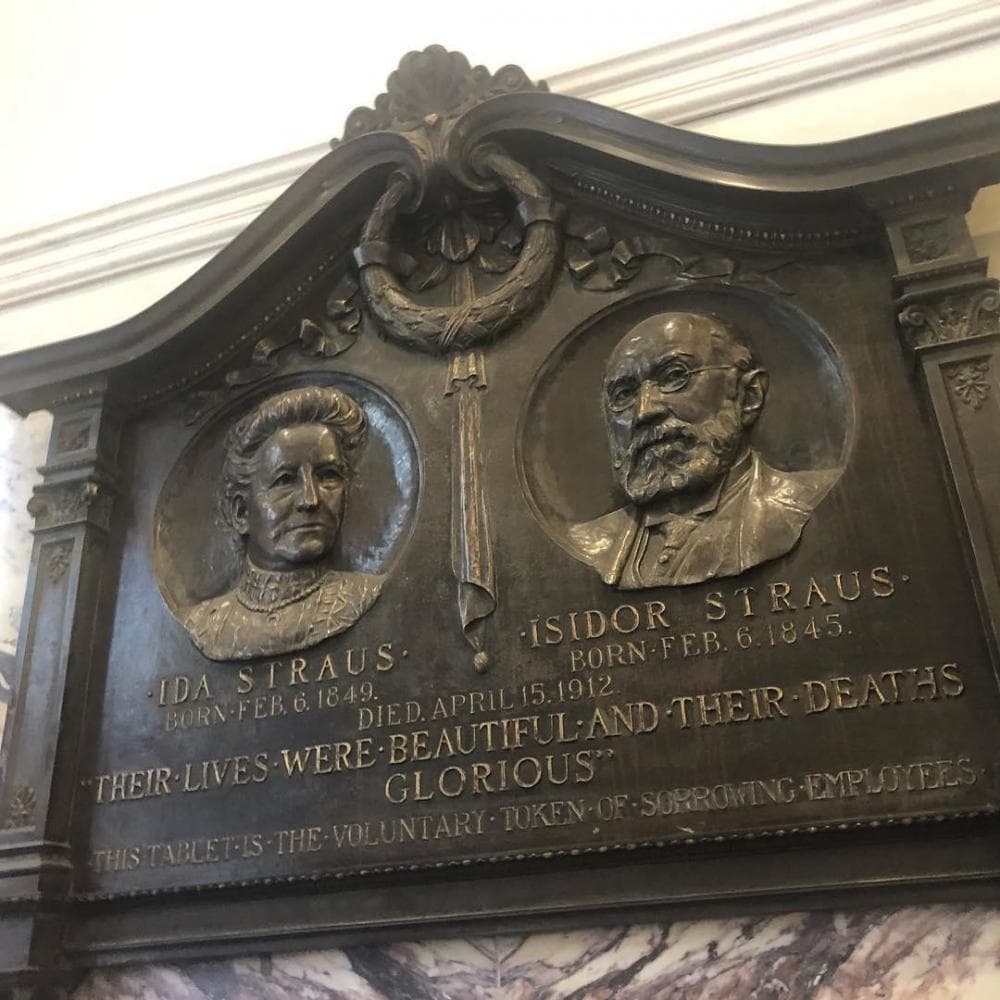 ·IDA STRAUS·
BORN·FEB. 6. 1849.
·ISIDOR STRAUS·
BORN·FEB. 6. 1845.
DIED. APRIL 15. 1912.
"THEIR·LIVES·WERE·BEAUTIFUL·AND·THEIR·DEATHS
GLORIOUS"
THIS TABLET·IS·THE·VOLUNTARY·TOKEN·OF·SORROWING·EMPLOYEES·